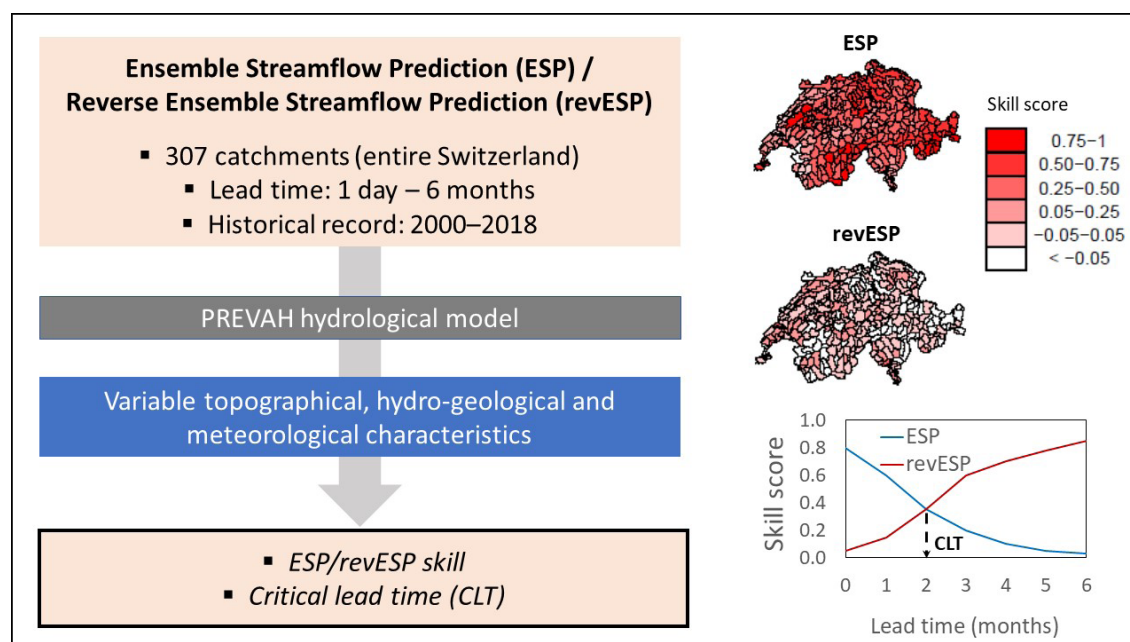 Ensemble Streamflow Prediction (ESP) /
Reverse Ensemble Streamflow Prediction (revESP)
▪ 307 catchments (entire Switzerland)
▪ Lead time: 1 day – 6 months
▪ Historical record: 2000–2018
PREVAH hydrological model
Variable topographical, hydro-geological and
meteorological characteristics
▪ ESP/revESP skill
▪ Critical lead time (CLT)
ESP
Skill score
0.75−1
0.50−0.75
0.25−0.50
0.05−0.25
−0.05−0.05
< −0.05
revESP
Skill score
1.0
0.8
0.6
0.4
0.2
0.0
ESP
revESP
CLT
0 1 2 3 4 5 6
Lead time (months)